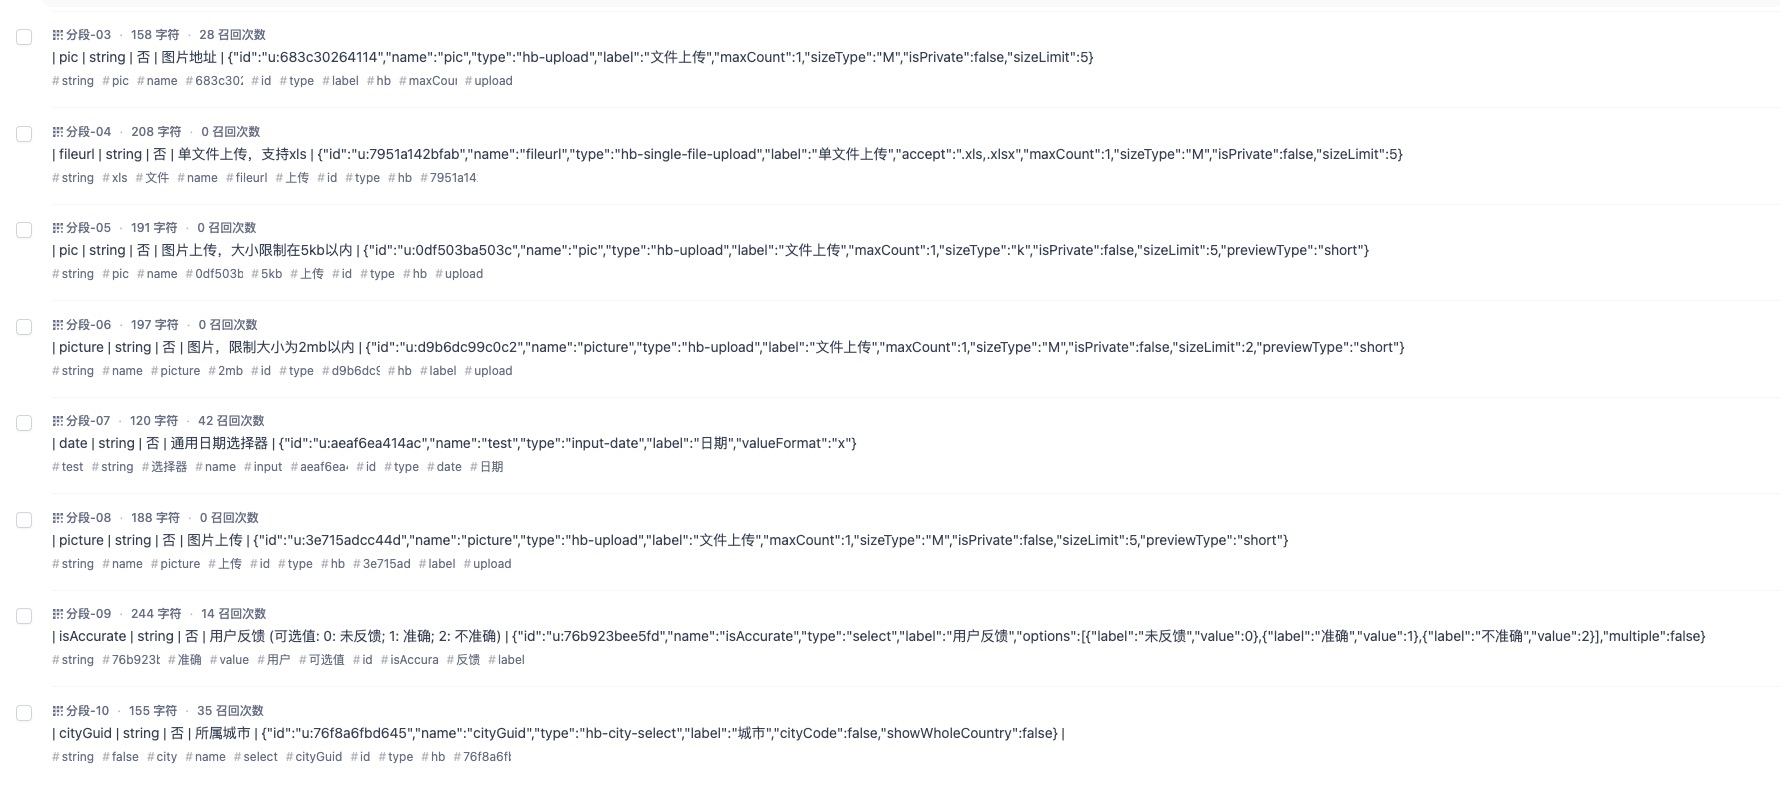 分段-03 · 158 字符 · 28 召回次数
| pic | string | 否 | 图片地址 | {"id":"u:683c30264114","name":"pic","type":"hb-upload","label":"文件上传","maxCount":1,"sizeType":"M","isPrivate":false,"sizeLimit":5}
# string # pic # name # 683c302 # id # type # label # hb # maxCou # upload
分段-04 · 208 字符 · 0 召回次数
| fileurl | string | 否 | 单文件上传，支持xls | {"id":"u:7951a142bfab","name":"fileurl","type":"hb-single-file-upload","label":"单文件上传","accept":".xls,.xlsx","maxCount":1,"sizeType":"M","isPrivate":false,"sizeLimit":5}
# string # xls # 文件 # name # fileurl # 上传 # id # type # hb # 7951a14
分段-05 · 191 字符 · 0 召回次数
| pic | string | 否 | 图片上传，大小限制在5kb以内 | {"id":"u:0df503ba503c","name":"pic","type":"hb-upload","label":"文件上传","maxCount":1,"sizeType":"k","isPrivate":false,"sizeLimit":5,"previewType":"short"}
# string # pic # name # 0df503b # 5kb # 上传 # id # type # hb # upload
分段-06 · 197 字符 · 0 召回次数
| picture | string | 否 | 图片，限制大小为2mb以内 | {"id":"u:d9b6dc99c0c2","name":"picture","type":"hb-upload","label":"文件上传","maxCount":1,"sizeType":"M","isPrivate":false,"sizeLimit":2,"previewType":"short"}
# string # name # picture # 2mb # id # type # d9b6dc9 # hb # label # upload
分段-07 · 120 字符 · 42 召回次数
| date | string | 否 | 通用日期选择器 | {"id":"u:aeaf6ea414ac","name":"test","type":"input-date","label":"日期","valueFormat":"x"}
# test # string # 选择器 # name # input # aeaf6ea # id # type # date # 日期
分段-08 · 188 字符 · 0 召回次数
| picture | string | 否 | 图片上传 | {"id":"u:3e715adcc44d","name":"picture","type":"hb-upload","label":"文件上传","maxCount":1,"sizeType":"M","isPrivate":false,"sizeLimit":5,"previewType":"short"}
# string # name # picture # 上传 # id # type # hb # 3e715ad # label # upload
分段-09 · 244 字符 · 14 召回次数
| isAccurate | string | 否 | 用户反馈 (可选值: 0: 未反馈; 1: 准确; 2: 不准确) | {"id":"u:76b923bee5fd","name":"isAccurate","type":"select","label":"用户反馈","options":[{"label":"未反馈","value":0},{"label":"准确","value":1},{"label":"不准确","value":2}],"multiple":false}
# string # 76b923b # 准确 # value # 用户 # 可选值 # id # isAccura # 反馈 # label
分段-10 · 155 字符 · 35 召回次数
| cityGuid | string | 否 | 所属城市 | {"id":"u:76f8a6fbd645","name":"cityGuid","type":"hb-city-select","label":"城市","cityCode":false,"showWholeCountry":false} |
# string # false # city # name # select # cityGuid # id # type # hb # 76f8a6f